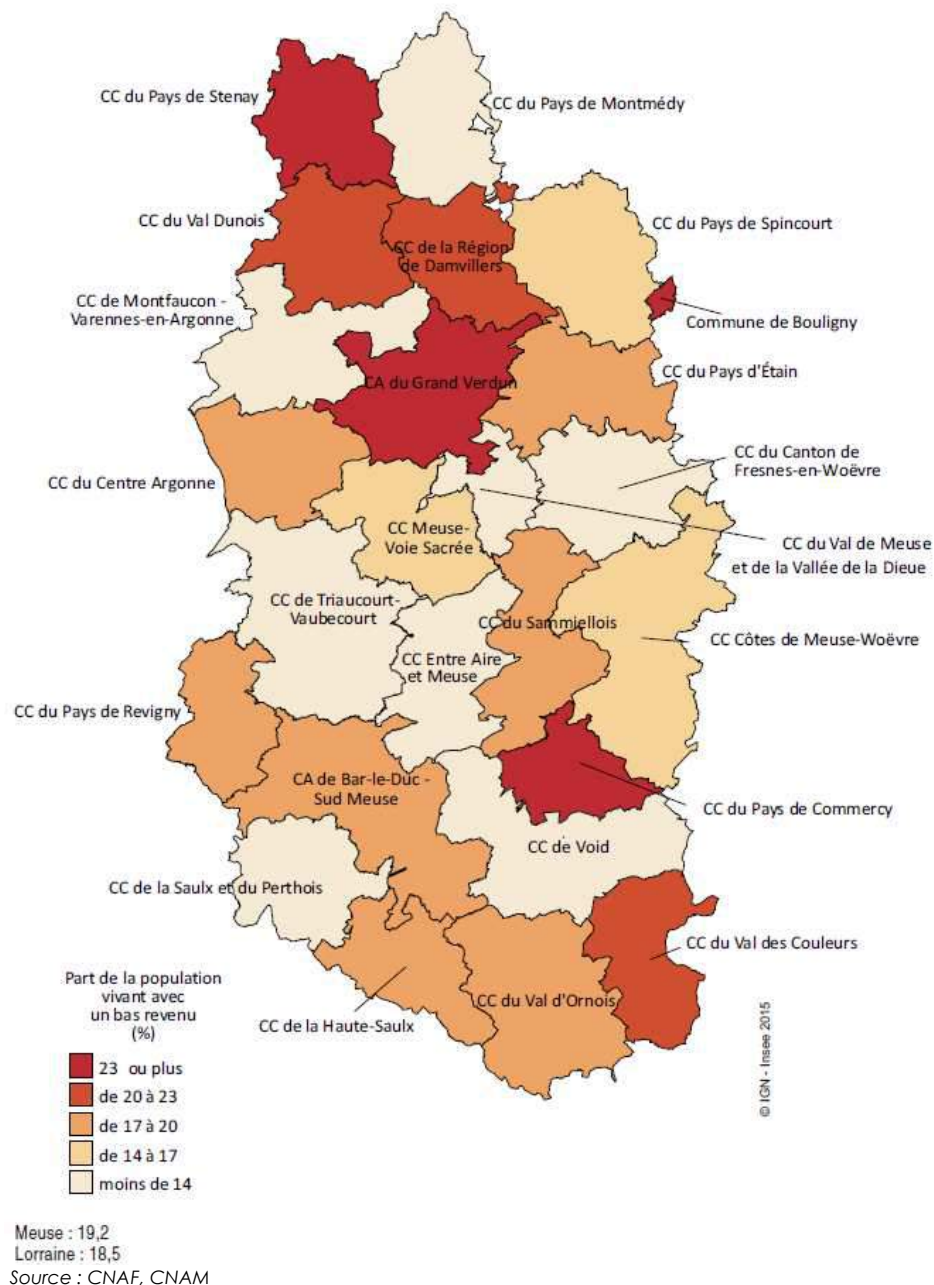 CC du Pays de Stenay
CC du Pays de Montmédy
CC du Val Dunois
CC de la Région
de Damvillers
CC du Pays de Spincourt
CC de Montfaucon -
Varennes-en-Argonne
Commune de Bouligny
CA du Grand Verdun
CC du Pays d'Étain
CC du Centre Argonne
CC du Canton de
Fresnes-en-Woëvre
CC Meuse-
Voie Sacrée
CC du Val de Meuse
et de la Vallée de la Dieue
CC de Triaucourt-
Vaubecourt
CC du Sammiellois
CC Côtes de Meuse-Woëvre
CC Entre Aire
et Meuse
CC du Pays de Revigny
CA de Bar-le-Duc -
Sud Meuse
CC du Pays de Commercy
CC de Void
CC de la Saulx et du Perthois
CC du Val des Couleurs
CC du Val d'Ornois
CC de la Haute-Saulx
Part de la population
vivant avec
un bas revenu
(%)
23 ou plus
de 20 à 23
de 17 à 20
de 14 à 17
moins de 14
© IGN - Insee 2015
Meuse : 19,2
Lorraine : 18,5
Source : CNAF, CNAM